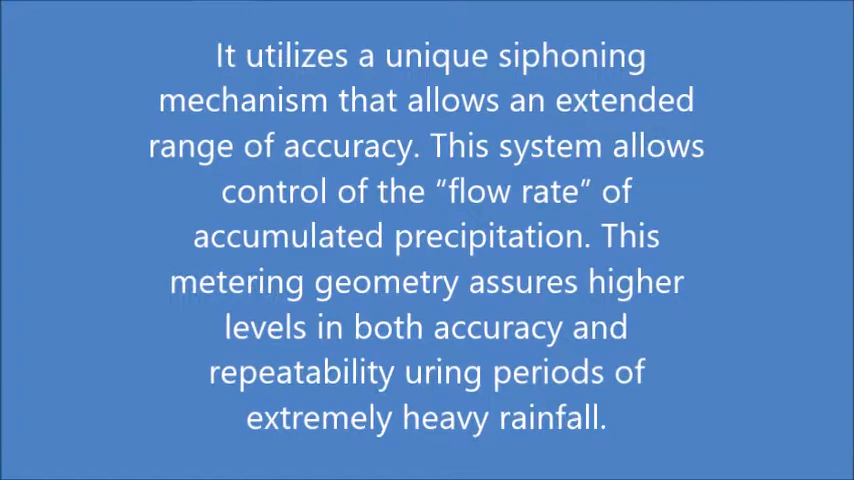 It utilizes a unique siphoning
mechanism that allows an extended
range of accuracy. This system allows
control of the “flow rate” of
accumulated precipitation. This
metering geometry assures higher
levels in both accuracy and
repeatability uring periods of
extremely heavy rainfall.